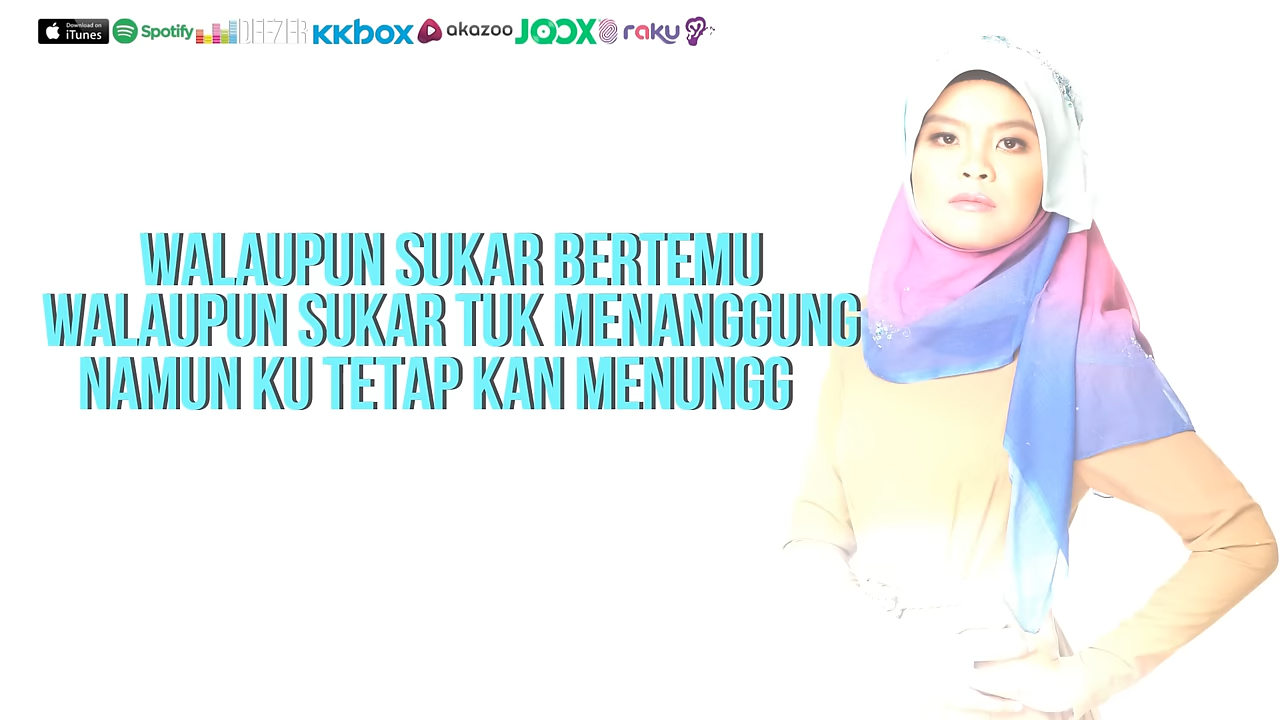 Download on
iTunes
Spotify
DEEZER
KKBOX
akazoo
JOOX
raku
WALAUPUN SUKAR BERTEMU
WALAUPUN SUKAR TUK MENANGGUNG
NAMUN KU TETAP KAN MENUNGG